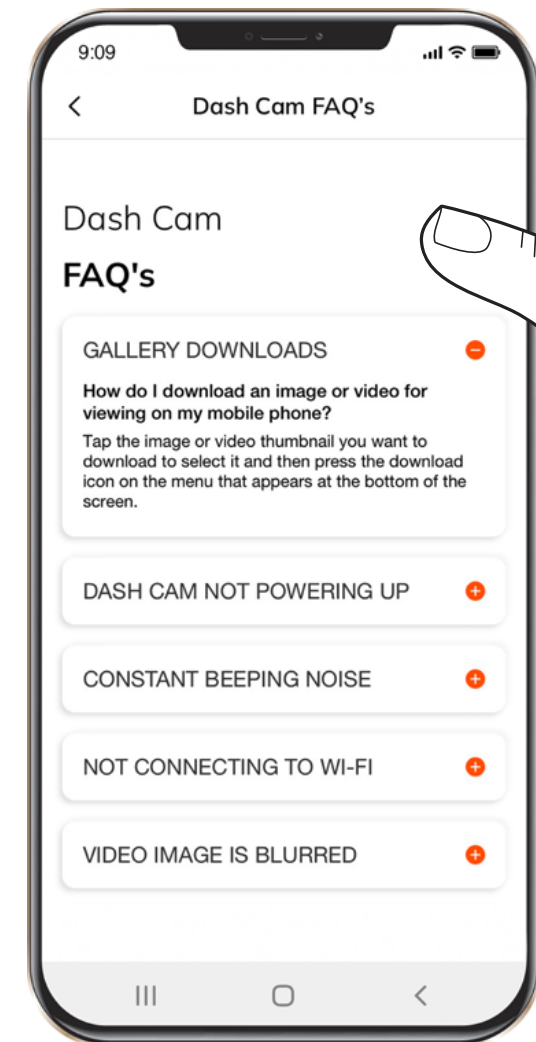 9:09
Dash Cam FAQ's
Dash Cam
FAQ's
GALLERY DOWNLOADS
How do I download an image or video for
viewing on my mobile phone?
Tap the image or video thumbnail you want to
download to select it and then press the download
icon on the menu that appears at the bottom of the
screen.
DASH CAM NOT POWERING UP
CONSTANT BEEPING NOISE
NOT CONNECTING TO WI-FI
VIDEO IMAGE IS BLURRED